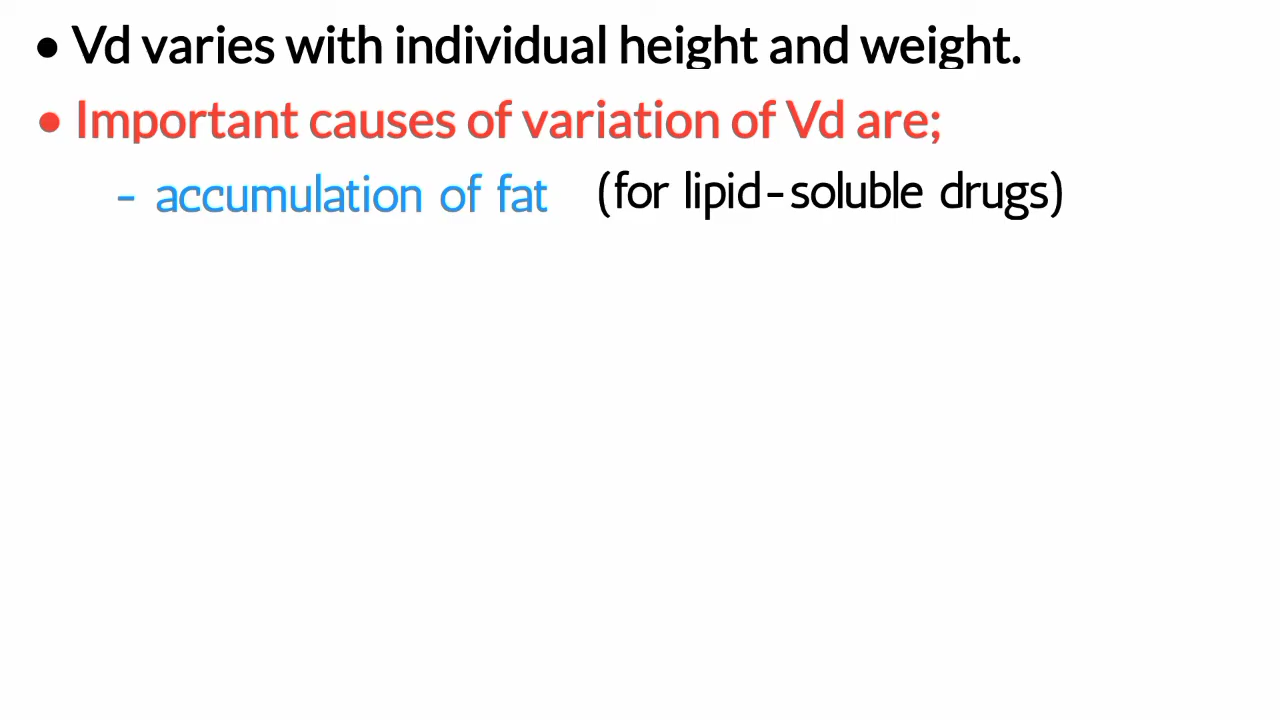 • Vd varies with individual height and weight.
• Important causes of variation of Vd are;
- accumulation of fat (for lipid-soluble drugs)